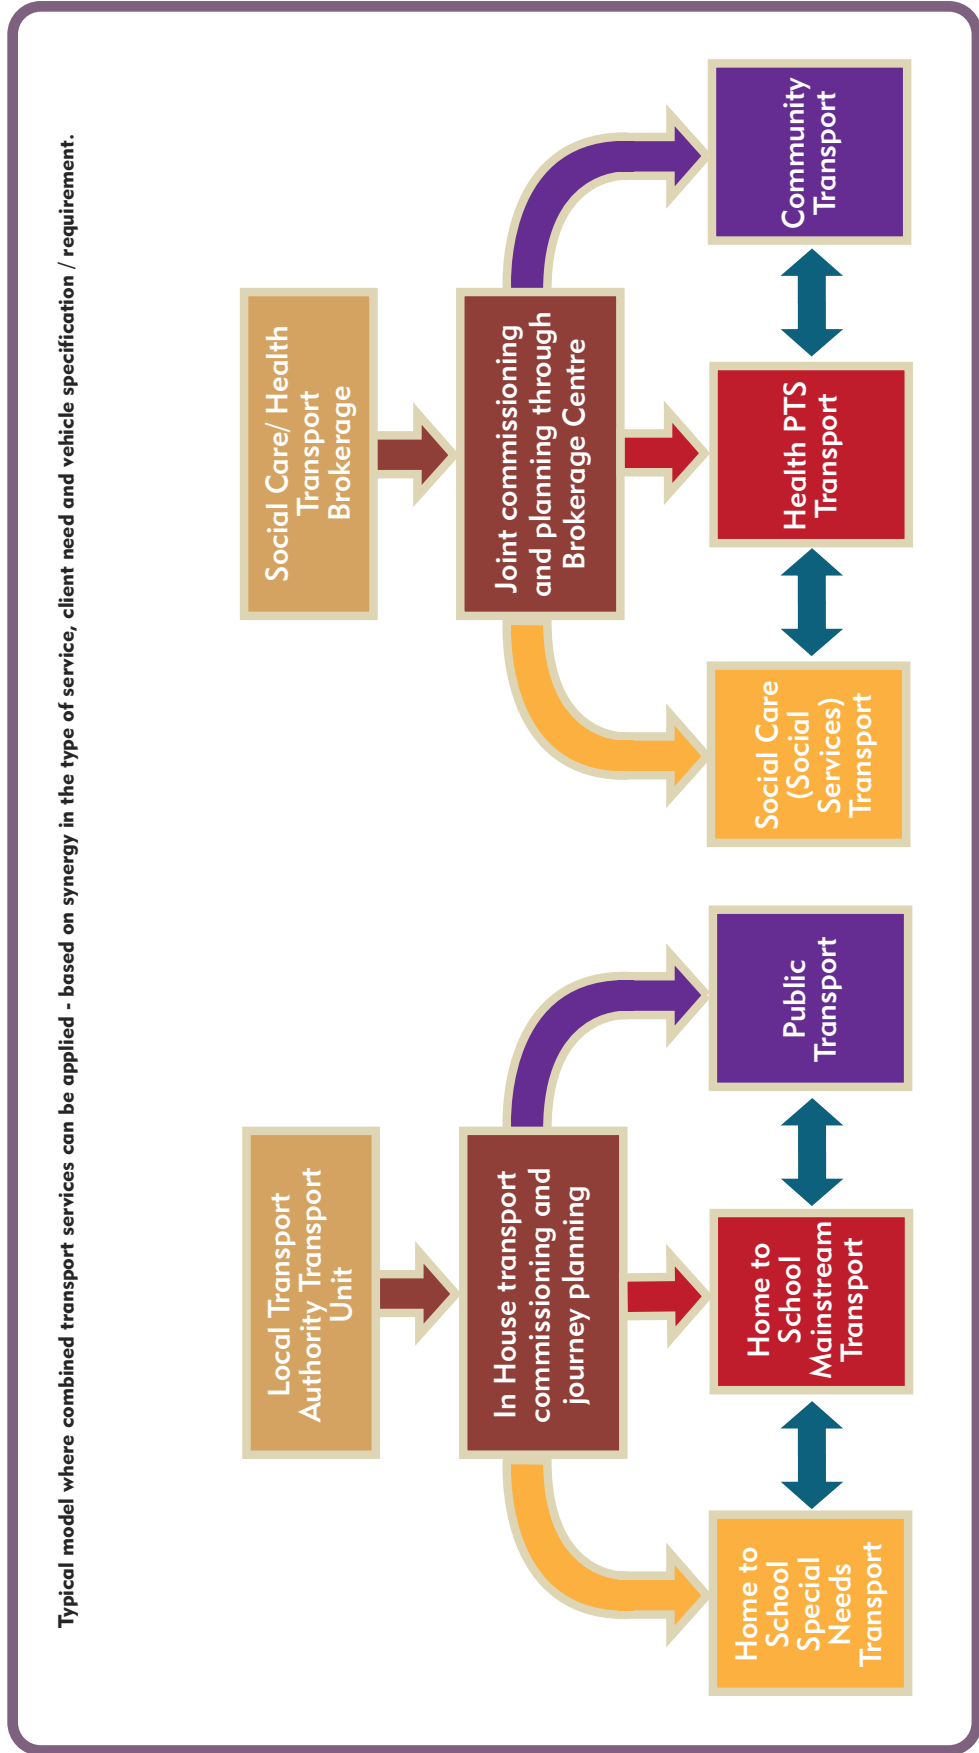 Typical model where combined transport services can be applied - based on synergy in the type of service, client need and vehicle specification / requirement.
Local Transport
Authority Transport
Unit
In House transport
commissioning and
journey planning
Home to
School
Special
Needs
Transport
Home to
School
Mainstream
Transport
Public
Transport
Social Care/ Health
Transport
Brokerage
Joint commissioning
and planning through
Brokerage Centre
Social Care
(Social
Services)
Transport
Health PTS
Transport
Community
Transport